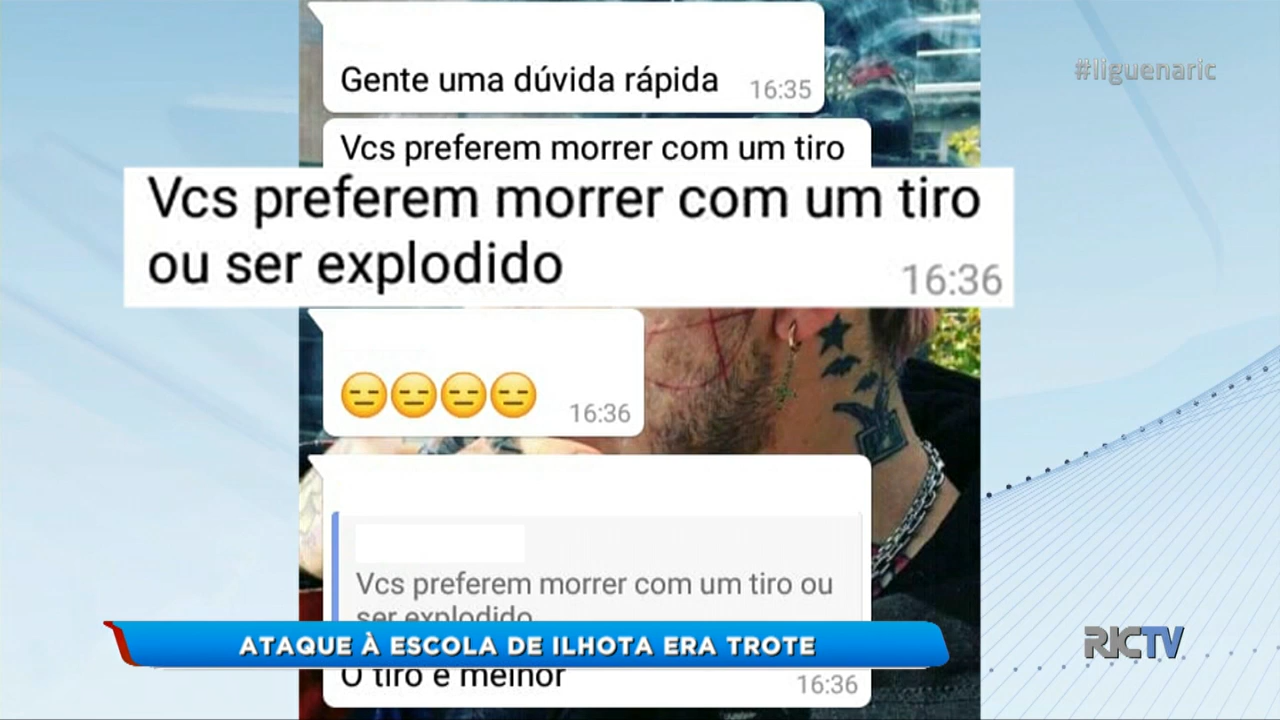 Gente uma dúvida rápida 16:35
#liguenaric
Vcs preferem morrer com um tiro
Vcs preferem morrer com um tiro
ou ser explodido 16:36
16:36
Vcs preferem morrer com um tiro ou
ser explodido
ATAQUE À ESCOLA DE ILHOTA ERA TROTE
RICTV
O tiro é melhor 16:36